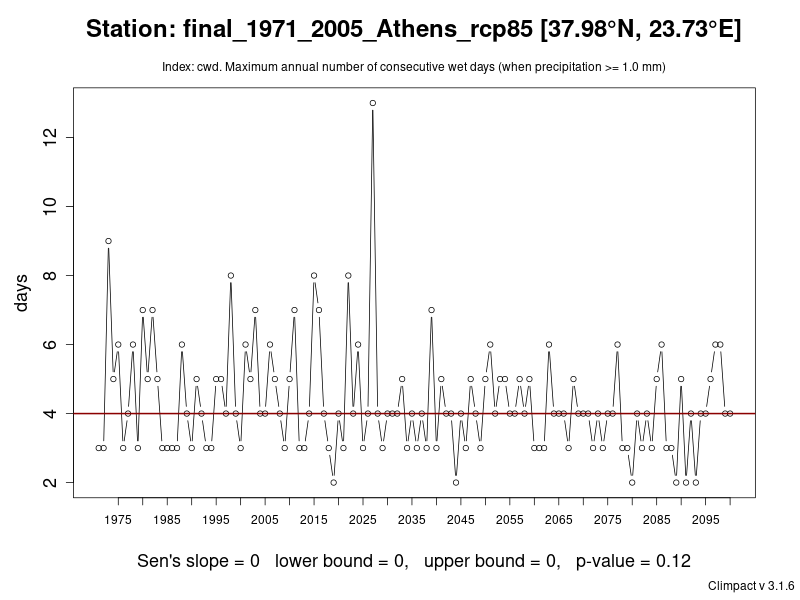 Station: final_1971_2005_Athens_rcp85 [37.98°N, 23.73°E]
Index: cwd. Maximum annual number of consecutive wet days (when precipitation >= 1.0 mm)
days
12
10
8
6
4
2
1975 1985 1995 2005 2015 2025 2035 2045 2055 2065 2075 2085 2095
Sen's slope = 0 lower bound = 0, upper bound = 0, p-value = 0.12
Climpact v 3.1.6